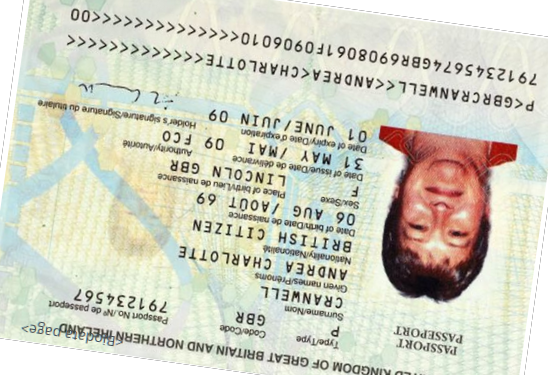 TED KINGDOM OF GREAT BRITAIN AND NORTHERN IRELAND
<Biodata page>
PASSPORT
PASSEPORT
Type/Type
P
Code/Code
GBR
Passport No./Nº de passeport
791234567
Surname/Nom
CRANWELL
Given names/Prénoms
ANDREA CHARLOTTE
Nationality/Nationalité
BRITISH CITIZEN
Date of birth/Date de naissance
06 AUG /AOUT 69
Sex/Sexe
F
Place of birth/Lieu de naissance
LINCOLN GBR
Date of issue/Date de délivrance
31 MAY /MAI 09
Authority/Autorité
FCO
Date of expiry/Date d'expiration
01 JUNE/JUIN 09
Holder's signature/Signature du titulaire
P<GBRCRANWELL<<ANDREA<CHARLOTTE<<<<<<<<<<<<<
7912345674GBR6908061F0906010<<<<<<<<<<<<<<00